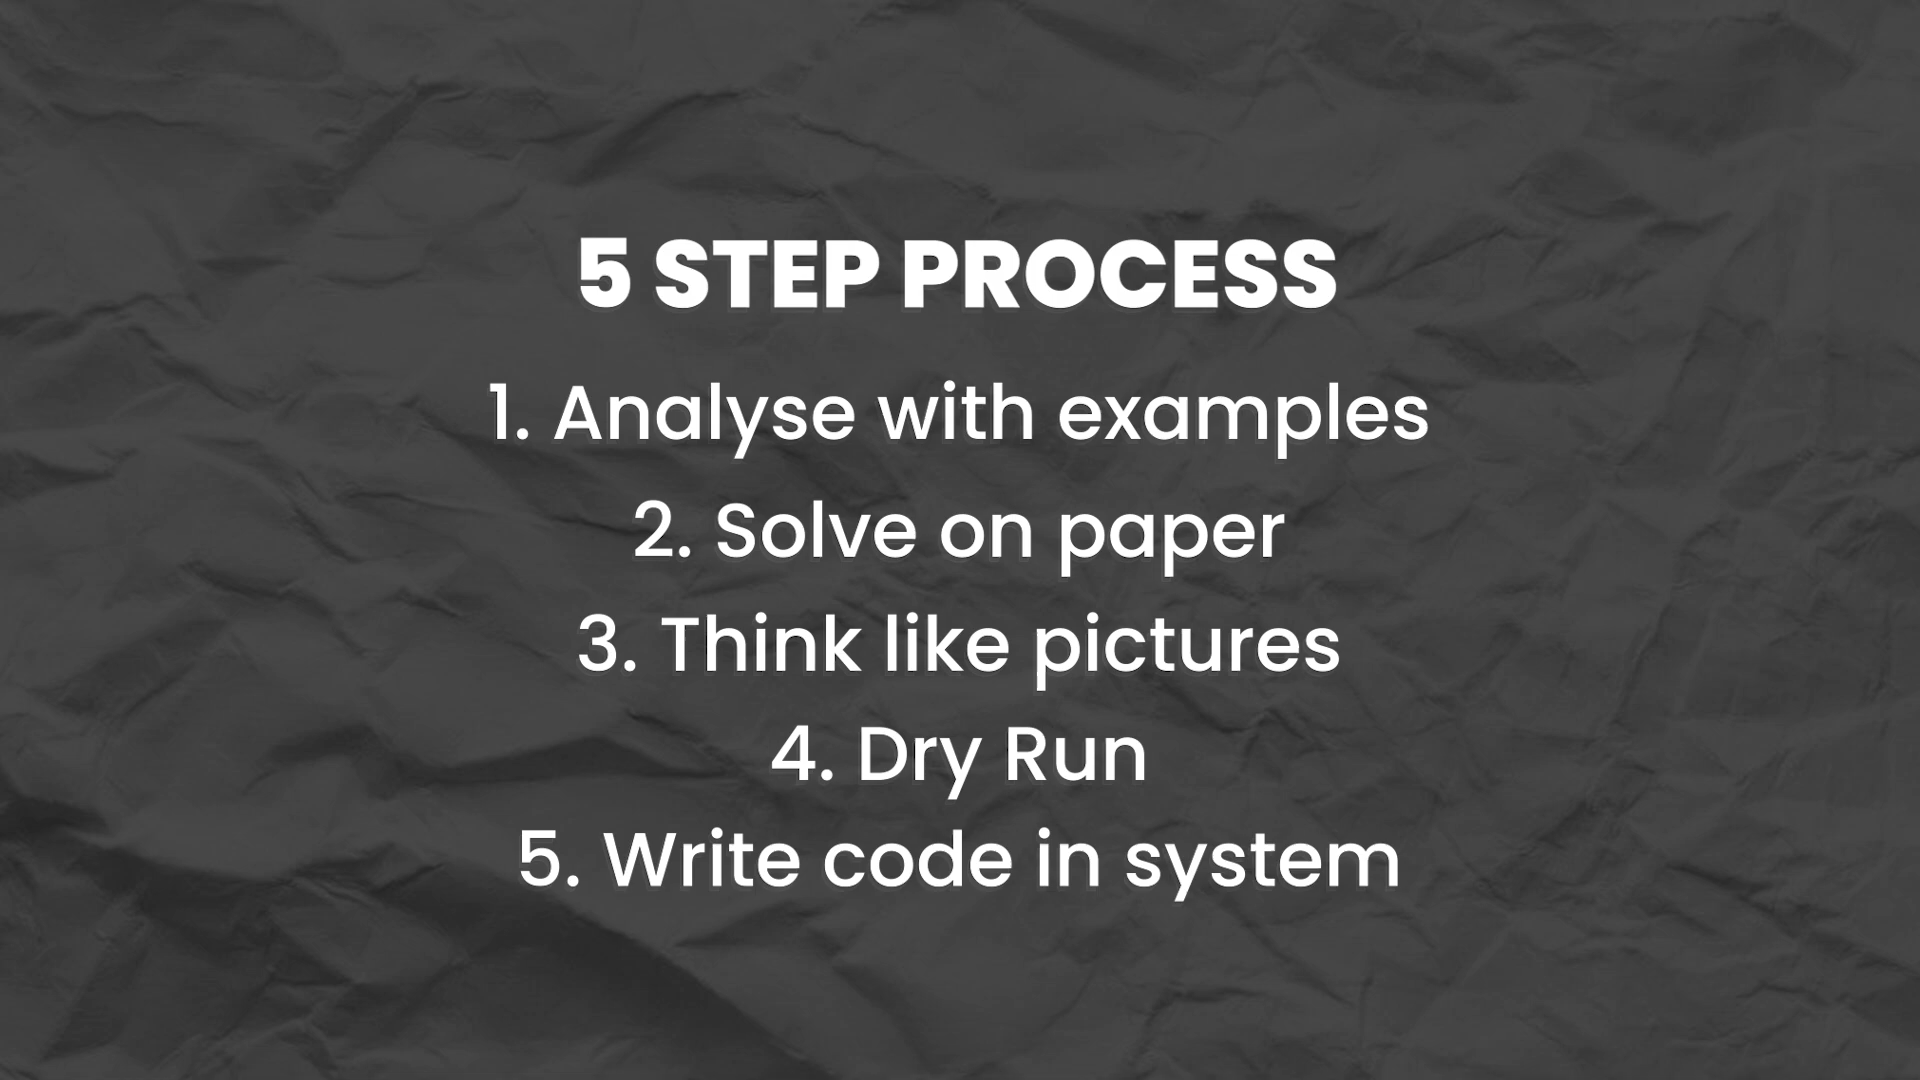 5 STEP PROCESS
1. Analyse with examples
2. Solve on paper
3. Think like pictures
4. Dry Run
5. Write code in system